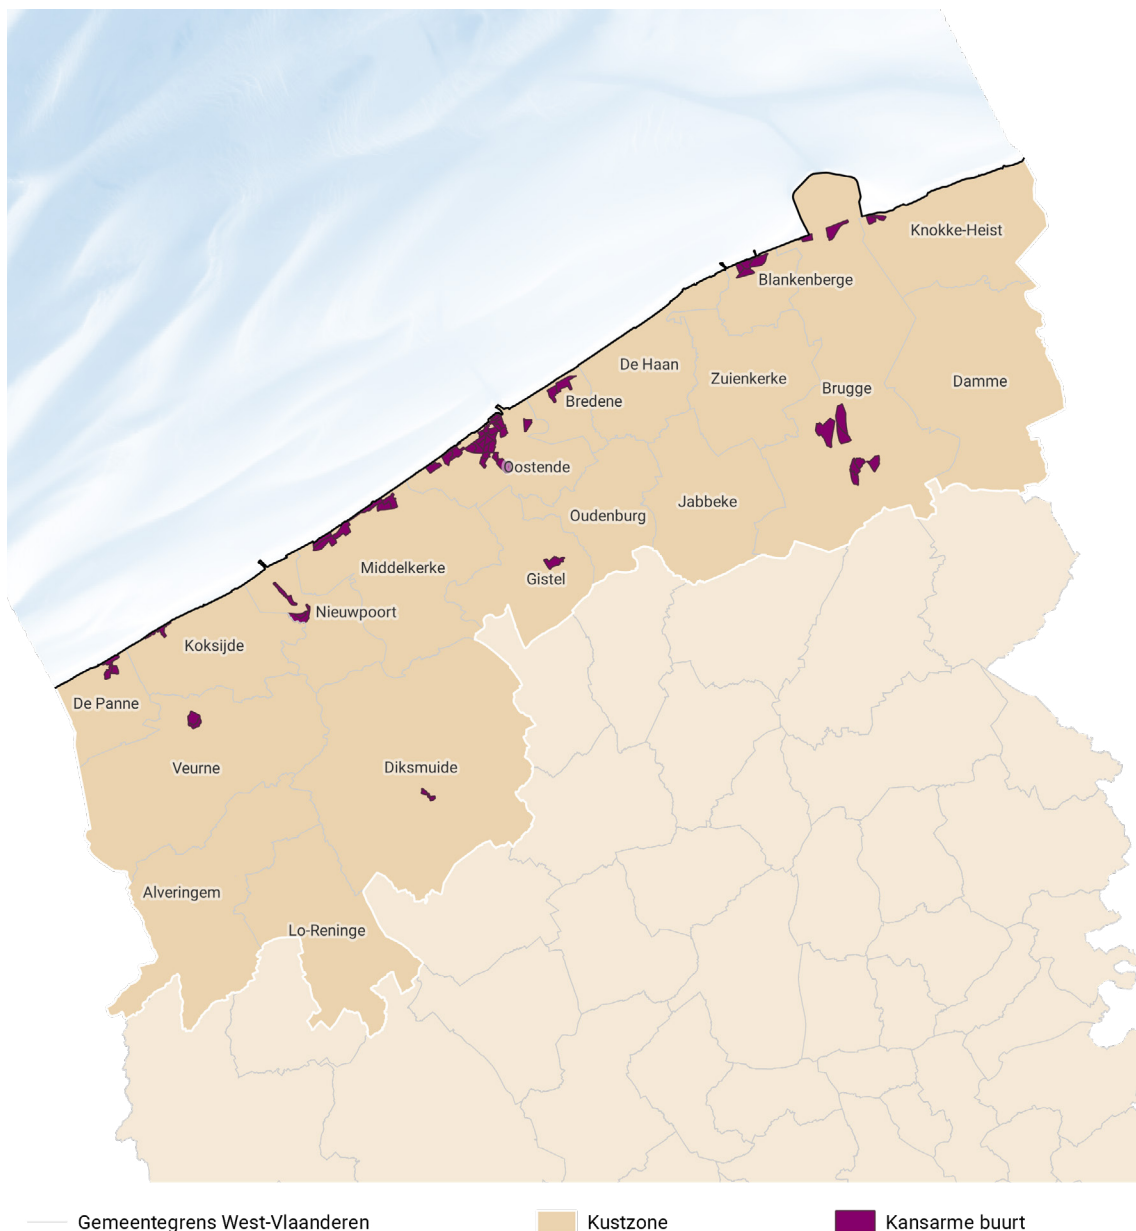 Knokke-Heist
Blankenberge
De Haan
Zuienkerke
Damme
Brugge
Bredene
Oostende
Jabbeke
Oudenburg
Middelkerke
Gistel
Nieuwpoort
Koksijde
De Panne
Veurne
Diksmuide
Alveringem
Lo-Reninge
Gemeentegrens West-Vlaanderen
Kustzone
Kansarme buurt